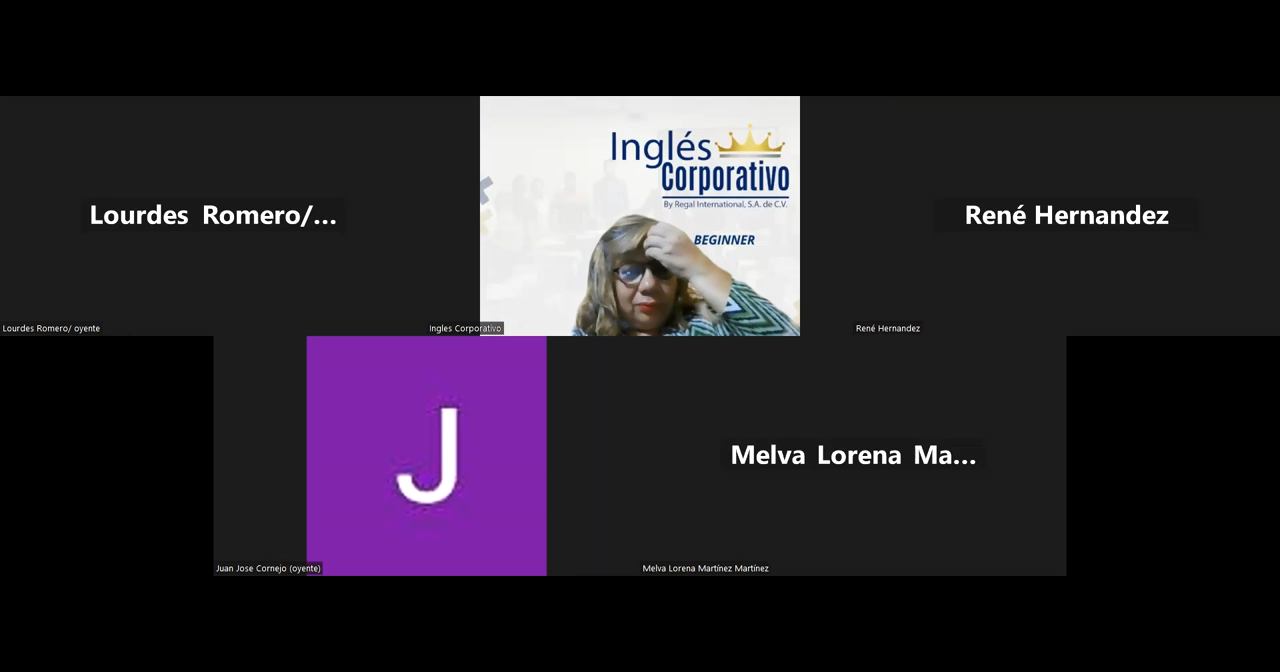 Lourdes Romero/...
Lourdes Romero/ oyente
Inglés
Corporativo
By Regal International, S.A. de C.V.
BEGINNER
Ingles Corporativo
René Hernandez
René Hernandez
J
Juan Jose Cornejo (oyente)
Melva Lorena Ma...
Melva Lorena Martínez Martínez